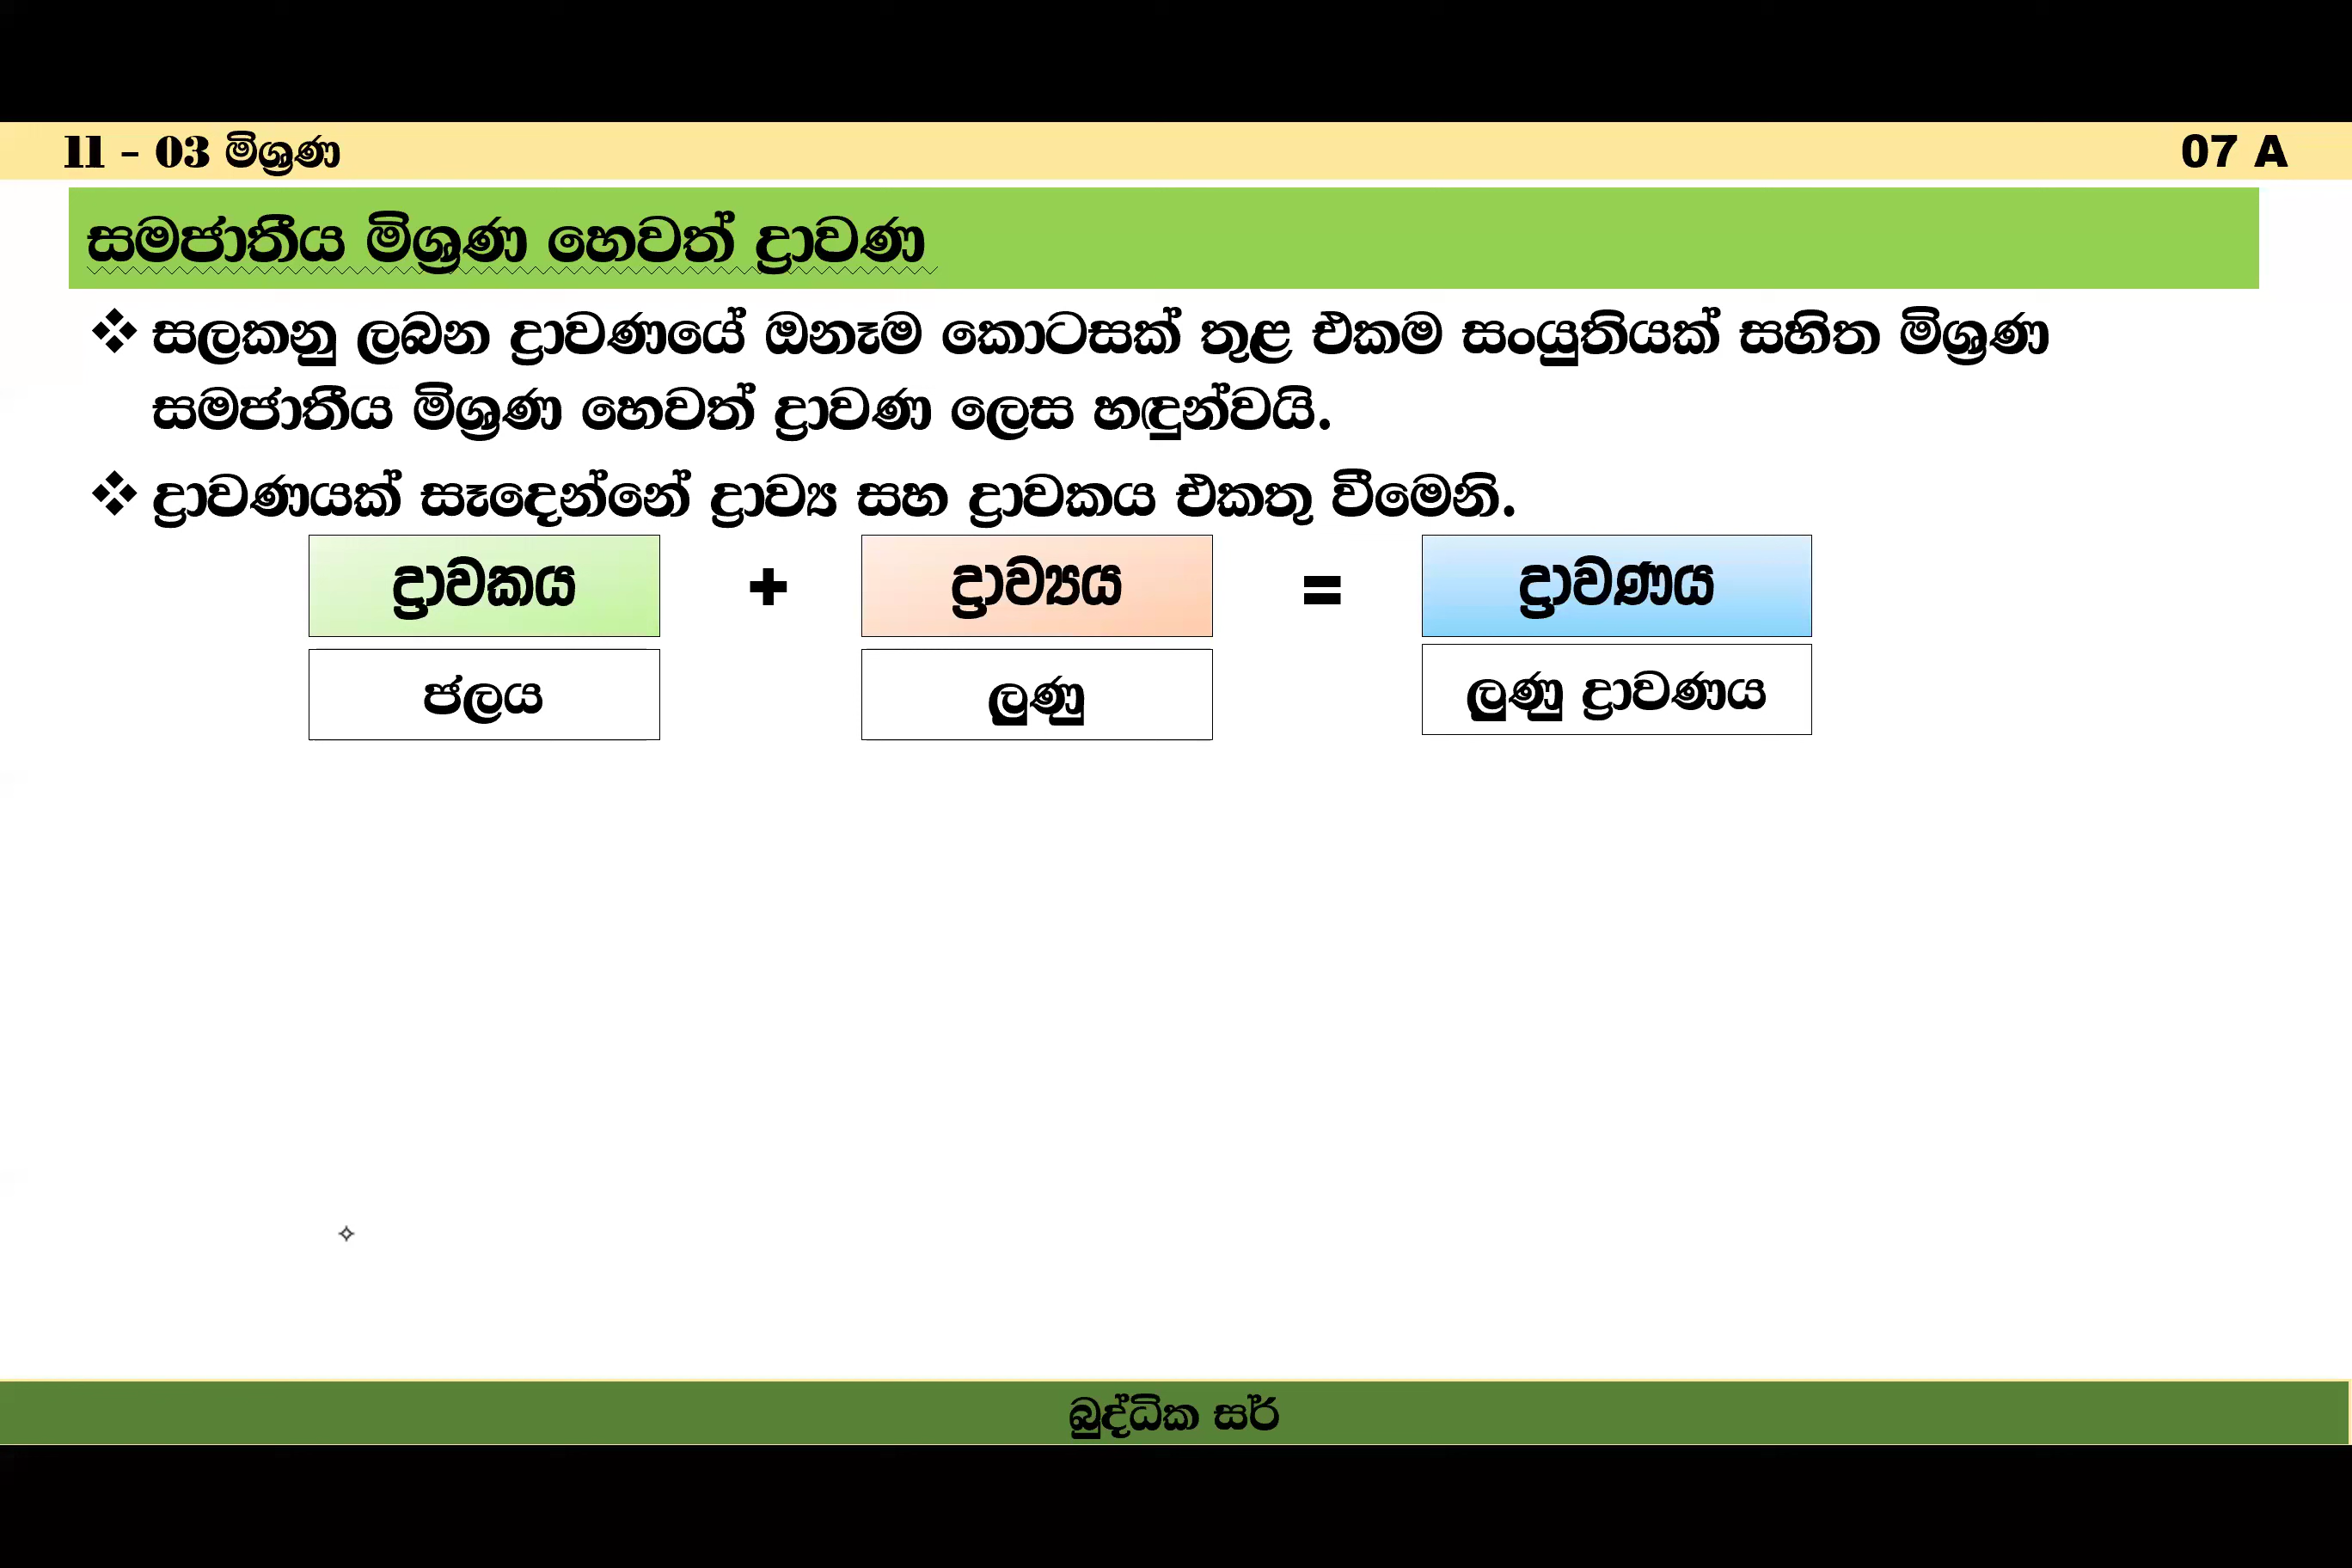 11 - 03 මිශ්‍රණ
07 A
සමජාතීය මිශ්‍රණ හෙවත් ද්‍රාවණ
❖ සලකනු ලබන ද්‍රාවණයේ ඔනෑම කොටසක් තුළ එකම සංයුතියක් සහිත මිශ්‍රණ
සමජාතීය මිශ්‍රණ හෙවත් ද්‍රාවණ ලෙස හඳුන්වයි.
❖ ද්‍රාවණයක් සෑදෙන්නේ ද්‍රාව්‍ය සහ ද්‍රාවකය එකතු වීමෙනි.
ද්‍රාවකය + ද්‍රාව්‍යය = ද්‍රාවණය
ජලය ලුණු ලුණු ද්‍රාවණය
බුද්ධික සර්